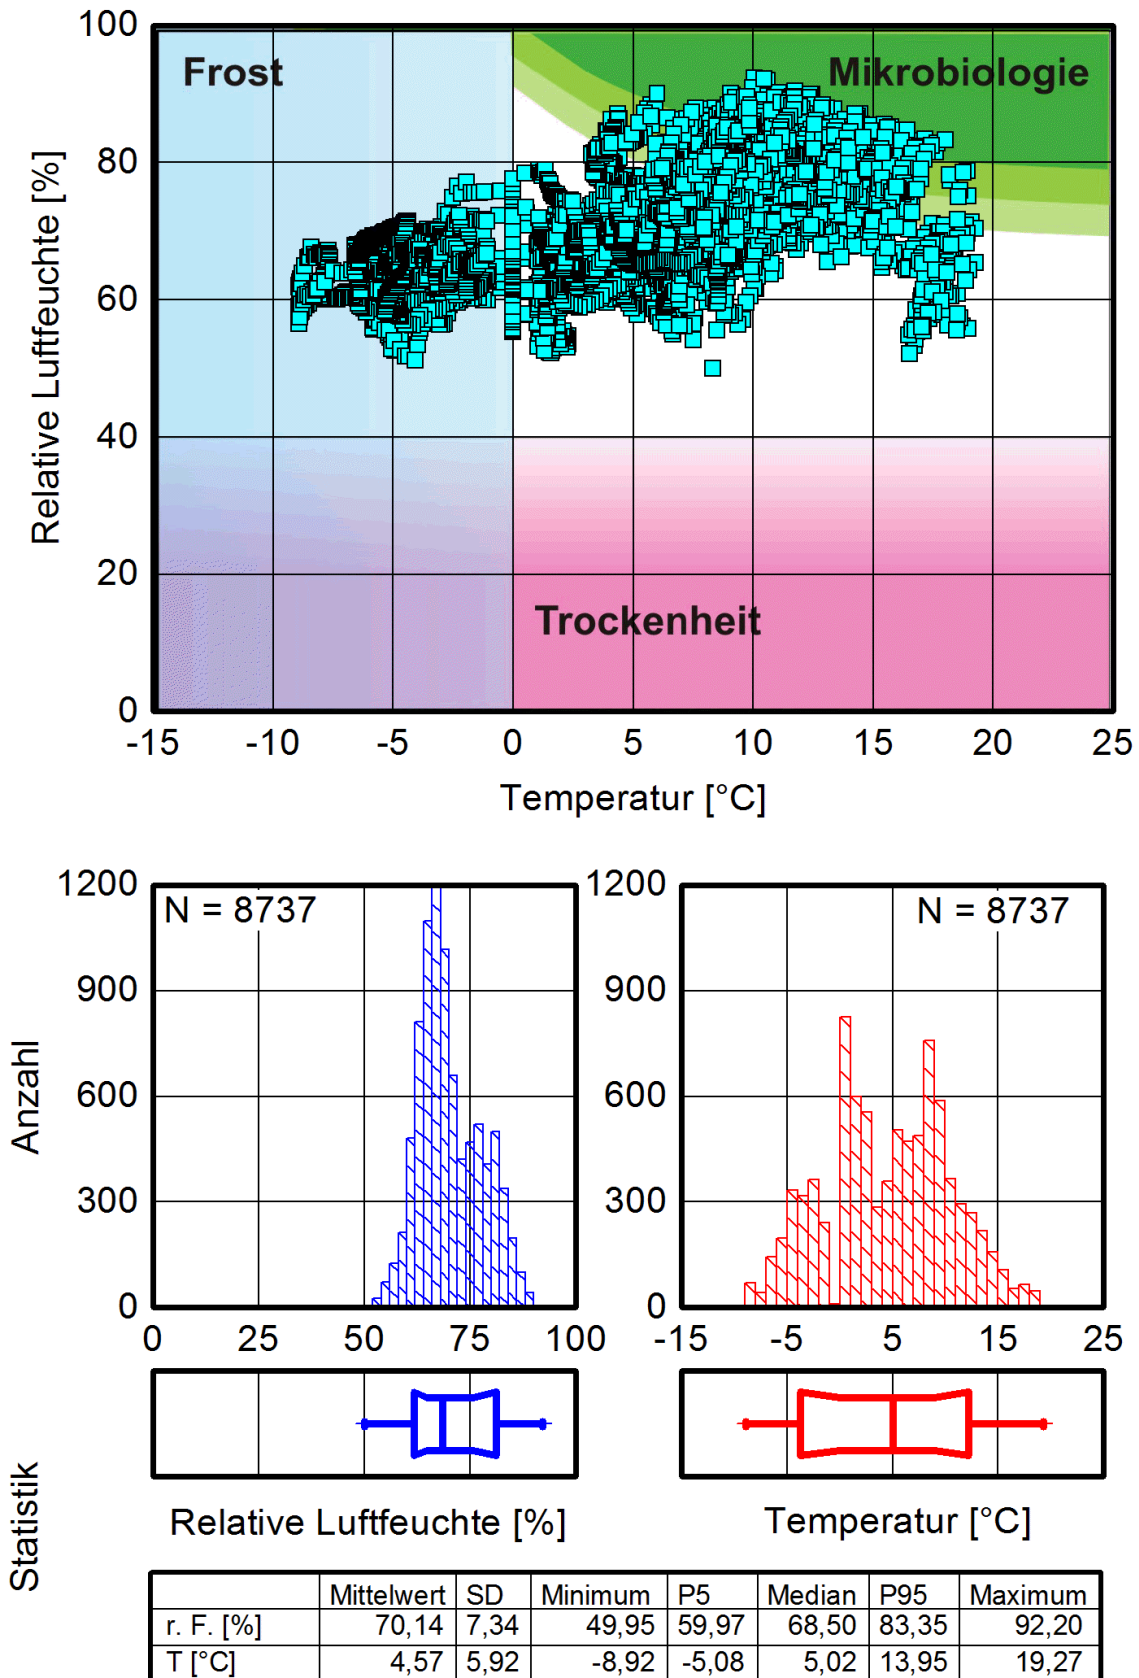 100
80
60
40
20
0
Relative Luftfeuchte [%]
Frost
Mikrobiologie
Trockenheit
-15 -10 -5 0 5 10 15 20 25
Temperatur [°C]
Anzahl
1200
900
600
300
0
N = 8737
0 25 50 75 100
1200
900
600
300
0
N = 8737
-15 -5 5 15 25
Statistik
Relative Luftfeuchte [%]
Temperatur [°C]
Mittelwert SD Minimum P5 Median P95 Maximum
r. F. [%] 70,14 7,34 49,95 59,97 68,50 83,35 92,20
T [°C] 4,57 5,92 -8,92 -5,08 5,02 13,95 19,27